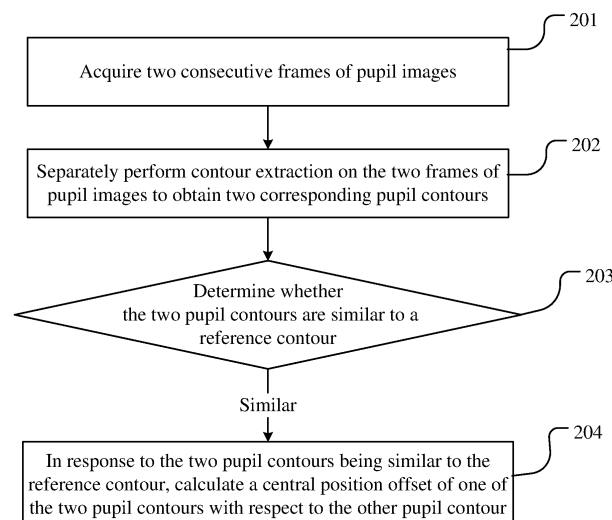 201
Acquire two consecutive frames of pupil images
202
Separately perform contour extraction on the two frames of
pupil images to obtain two corresponding pupil contours
203
Determine whether
the two pupil contours are similar to a
reference contour
Similar
204
In response to the two pupil contours being similar to the
reference contour, calculate a central position offset of one of
the two pupil contours with respect to the other pupil contour